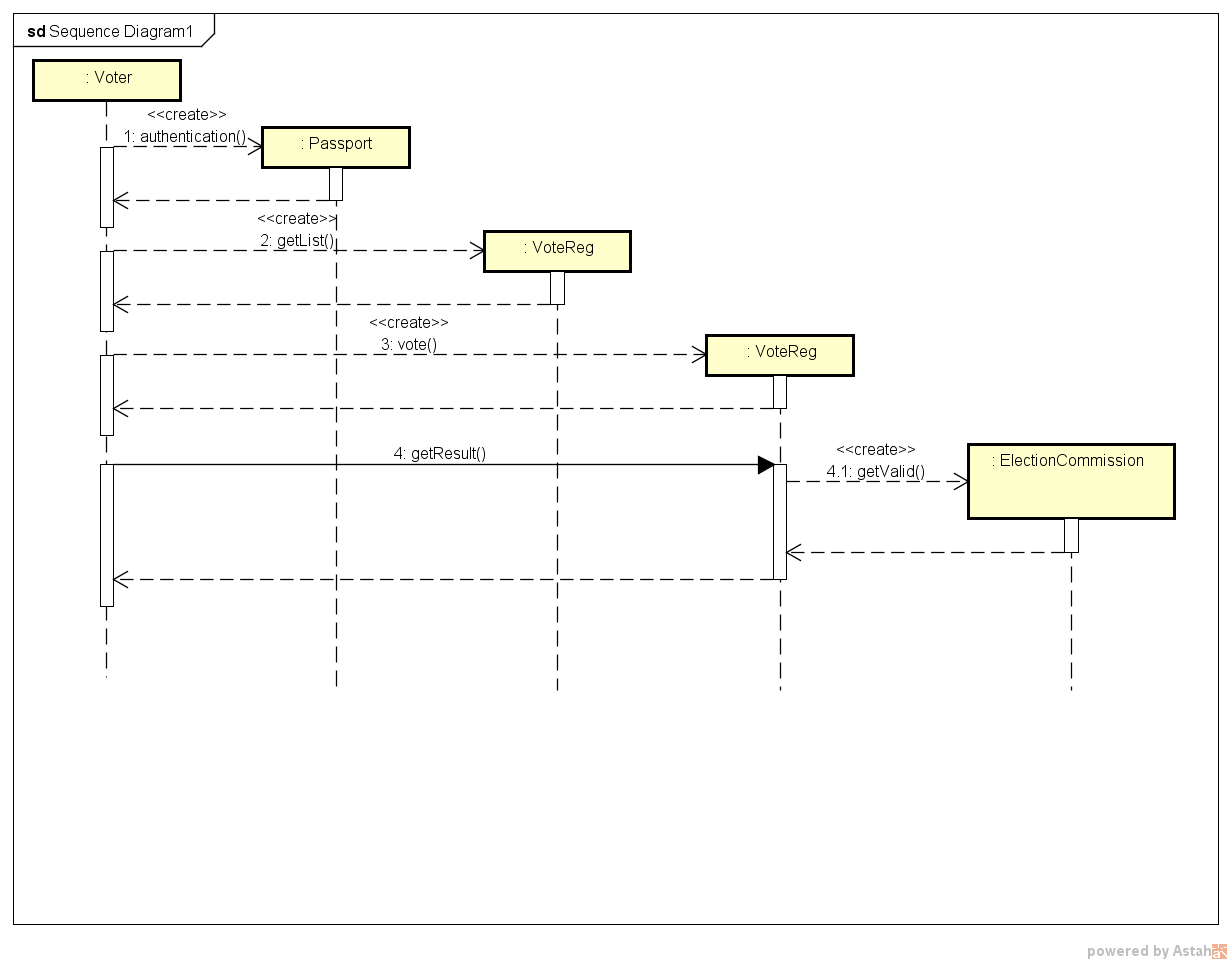 sd Sequence Diagram1
: Voter
<<create>>
1: authentication()
: Passport
<<create>>
2: getList()
: VoteReg
<<create>>
3: vote()
: VoteReg
4: getResult()
<<create>>
4.1: getValid()
: ElectionCommission
powered by Astah